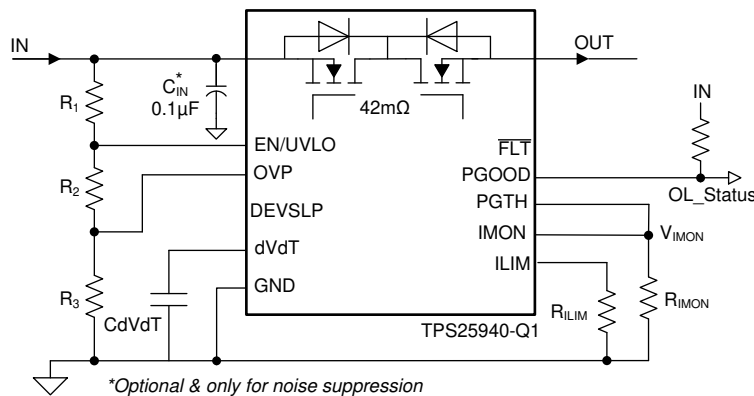 IN
OUT
R1
C*IN
0.1µF
42mΩ
IN
EN/UVLO
FLT
R2
OVP
PGOOD
OL_Status
DEVSLP
PGTH
dVdT
IMON
VIMON
ILIM
R3
GND
CdVdT
RILIM
RIMON
TPS25940-Q1
*Optional & only for noise suppression